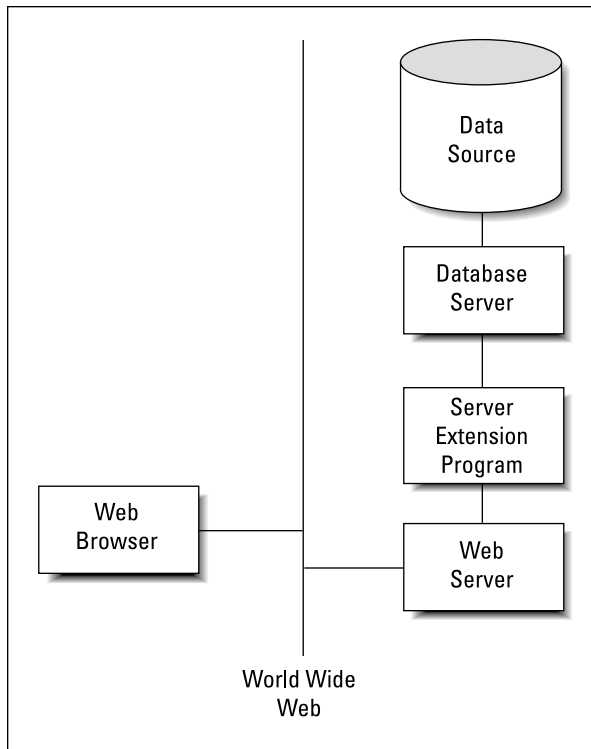 Data
Source
Database
Server
Server
Extension
Program
Web
Browser
Web
Server
World Wide
Web